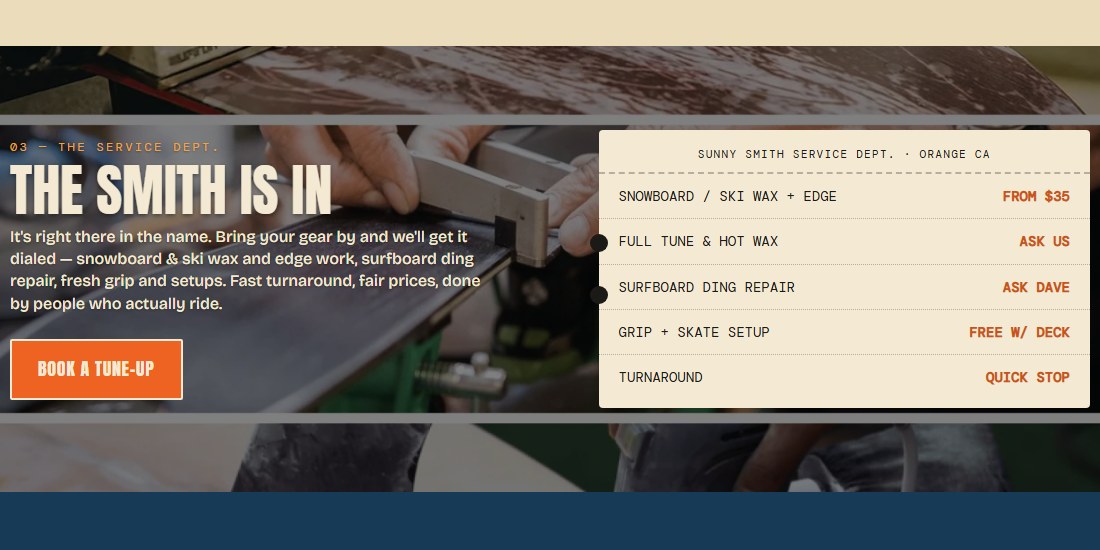 03 — THE SERVICE DEPT.
THE SMITH IS IN
It's right there in the name. Bring your gear by and we'll get it
dialed — snowboard & ski wax and edge work, surfboard ding
repair, fresh grip and setups. Fast turnaround, fair prices, done
by people who actually ride.
BOOK A TUNE-UP
SUNNY SMITH SERVICE DEPT. · ORANGE CA
SNOWBOARD / SKI WAX + EDGE FROM $35
FULL TUNE & HOT WAX ASK US
SURFBOARD DING REPAIR ASK DAVE
GRIP + SKATE SETUP FREE W/ DECK
TURNAROUND QUICK STOP